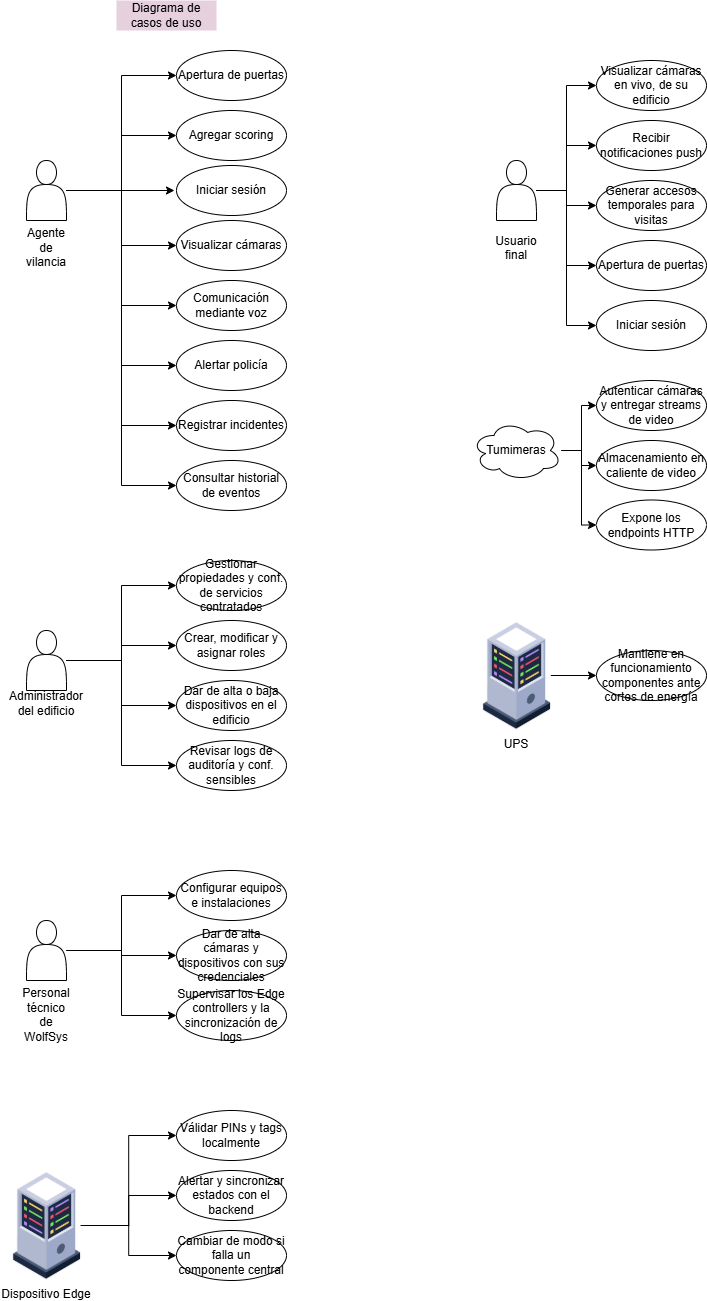 Diagrama de
casos de uso
Apertura de puertas
Agregar scoring
Iniciar sesión
Visualizar cámaras
Comunicación
mediante voz
Alertar policía
Registrar incidentes
Consultar historial
de eventos
Agente
de
vilancia
Visualizar cámaras
en vivo, de su
edificio
Recibir
notificaciones push
Generar accesos
temporales para
visitas
Apertura de puertas
Iniciar sesión
Usuario
final
Autenticar cámaras
y entregar streams
de video
Almacenamiento en
caliente de video
Expone los
endpoints HTTP
Tumimeras
Gestionar
propiedades y conf.
de servicios
contratados
Crear, modificar y
asignar roles
Dar de alta o baja
dispositivos en el
edificio
Revisar logs de
auditoría y conf.
sensibles
Administrador
del edificio
Mantiene en
funcionamiento
componentes ante
cortes de energía
UPS
Configurar equipos
e instalaciones
Dar de alta
cámaras y
dispositivos con sus
credenciales
Supervisar los Edge
controllers y la
sincronización de
logs
Personal
técnico
de
WolfSys
Válidar PINs y tags
localmente
Alertar y sincronizar
estados con el
backend
Cambiar de modo si
falla un
componente central
Dispositivo Edge